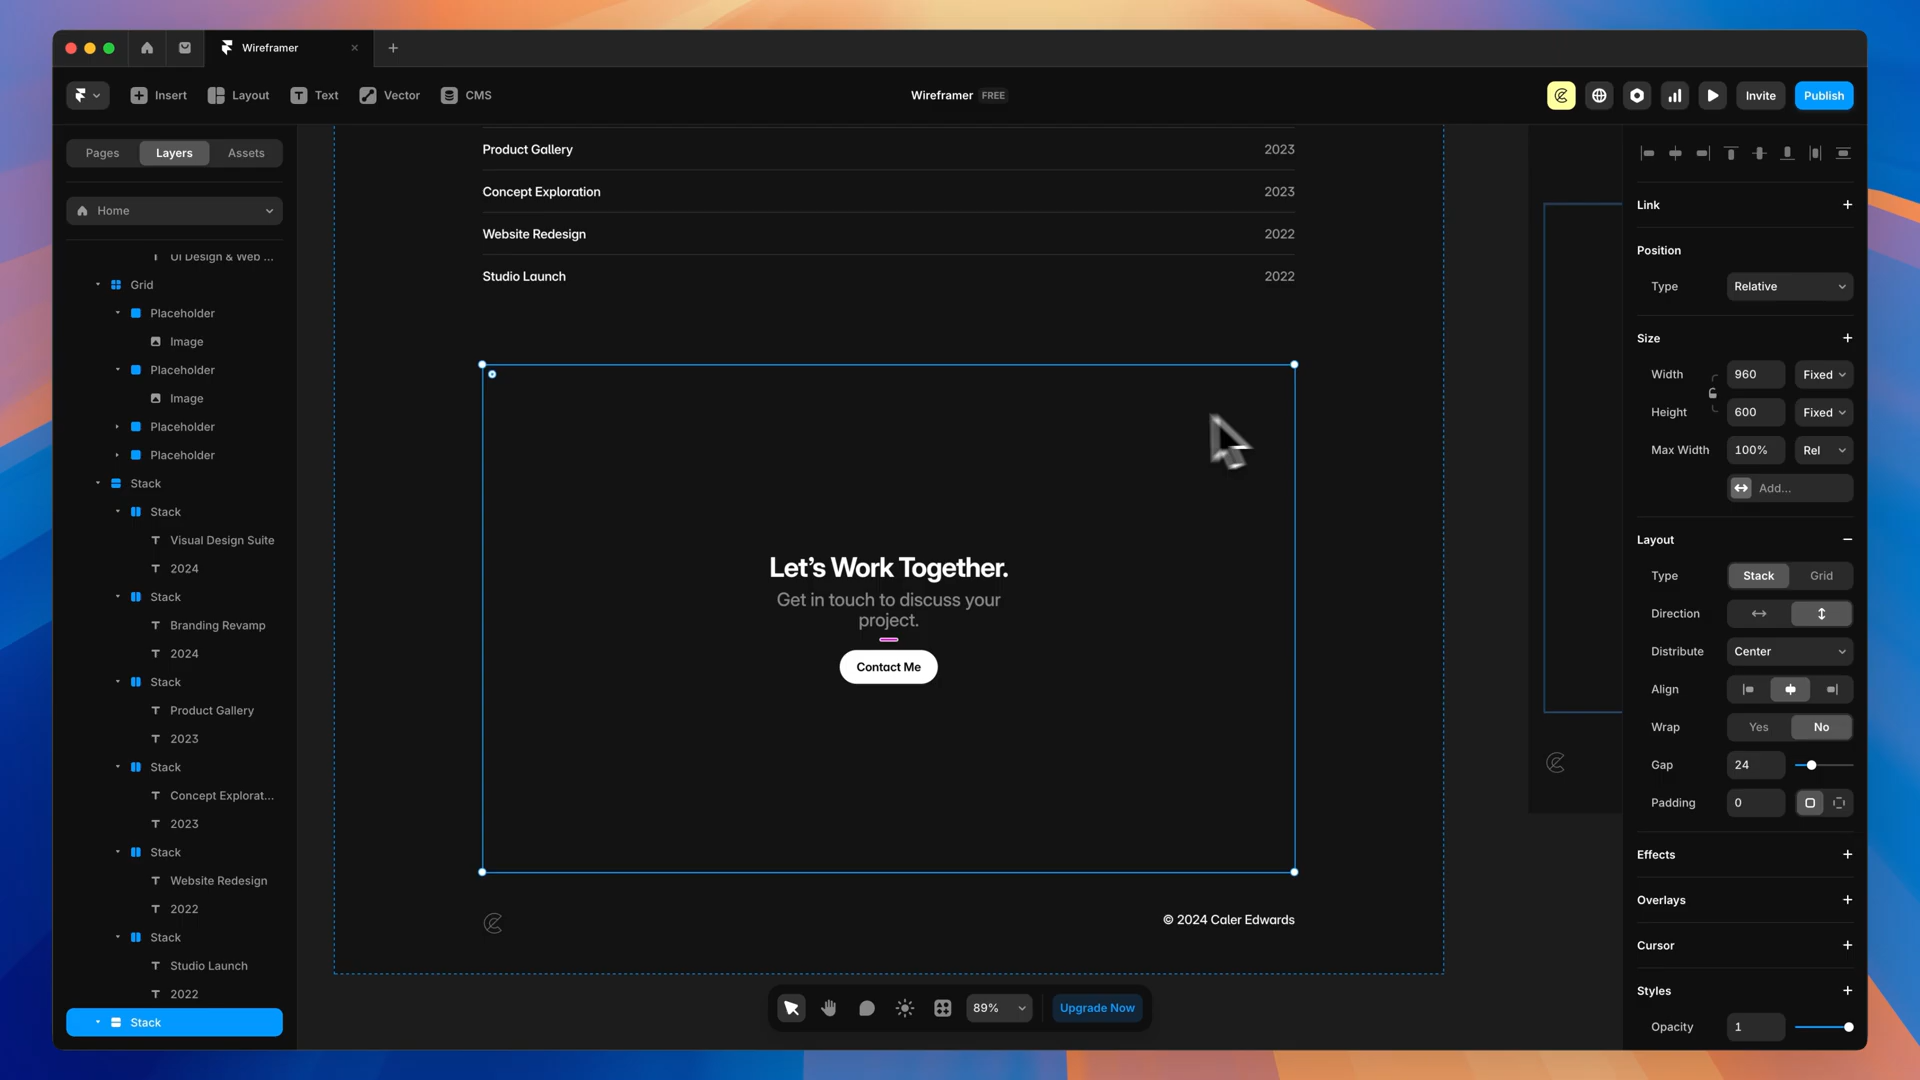 Wireframer
Insert
Layout
Text
Vector
CMS
Wireframer FREE
Invite
Publish
Pages
Layers
Assets
Home
UI Design & Web ...
Grid
Placeholder
Image
Placeholder
Image
Placeholder
Placeholder
Stack
Stack
Visual Design Suite
2024
Stack
Branding Revamp
2024
Stack
Product Gallery
2023
Stack
Concept Explorat...
2023
Stack
Website Redesign
2022
Stack
Studio Launch
2022
Stack
Product Gallery 2023
Concept Exploration 2023
Website Redesign 2022
Studio Launch 2022
Let’s Work Together.
Get in touch to discuss your
project.
Contact Me
© 2024 Caler Edwards
89%
Upgrade Now
Link
Position
Type Relative
Size
Width 960 Fixed
Height 600 Fixed
Max Width 100% Rel
Add...
Layout
Type Stack Grid
Direction
Distribute Center
Align
Wrap Yes No
Gap 24
Padding 0
Effects
Overlays
Cursor
Styles
Opacity 1